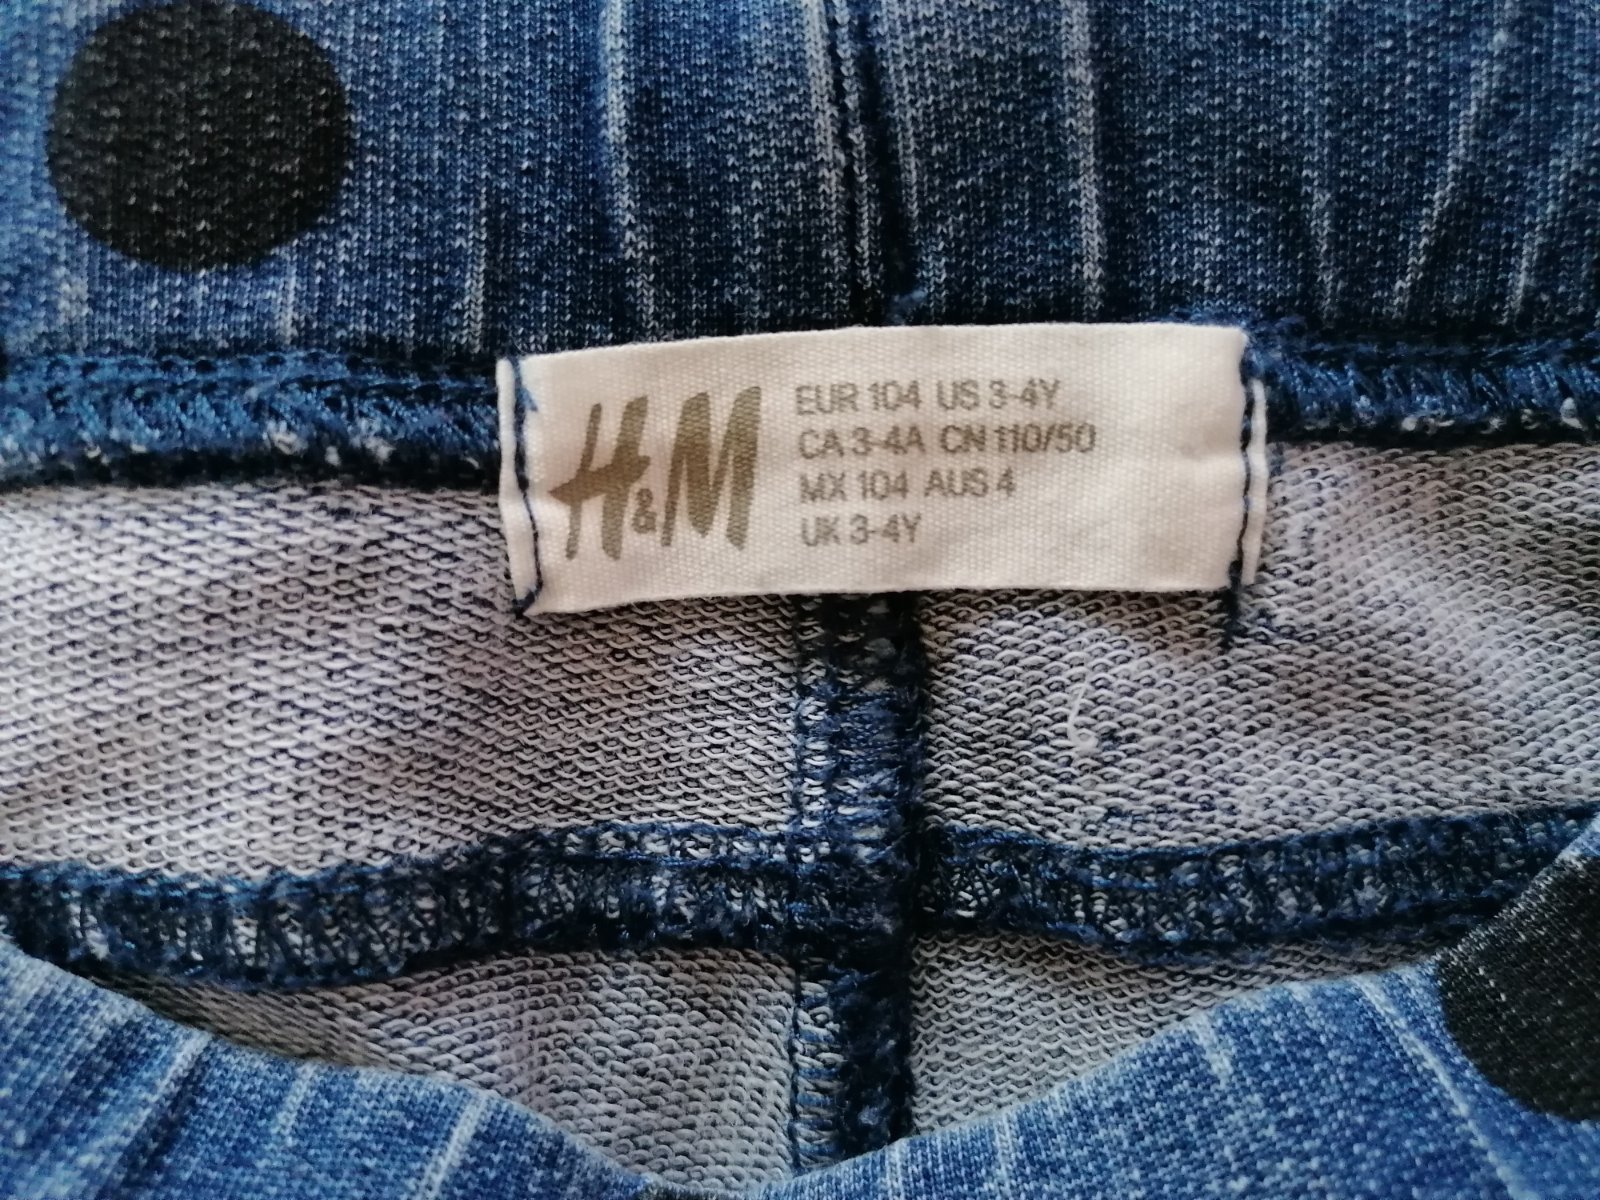 H&M
EUR 104 US 3-4Y
CA 3-4A CN 110/50
MX 104 AUS 4
UK 3-4Y